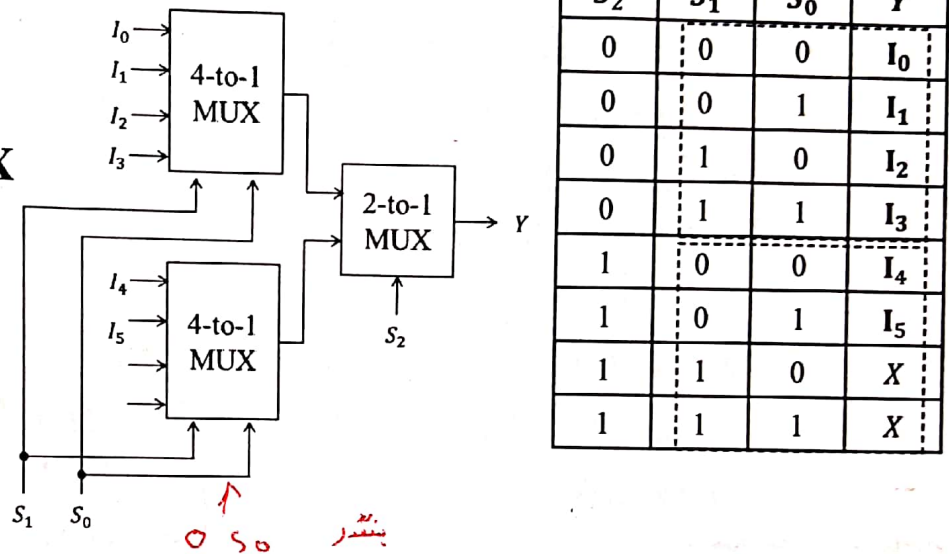 I₀
I₁
I₂
I₃
4-to-1
MUX
X
2-to-1
MUX
Y
S₂
I₄
I₅
4-to-1
MUX
S₁ S₀
0 S0
S₂ S₁ S₀ Y
0 0 0 I₀
0 0 1 I₁
0 1 0 I₂
0 1 1 I₃
1 0 0 I₄
1 0 1 I₅
1 1 0 X
1 1 1 X